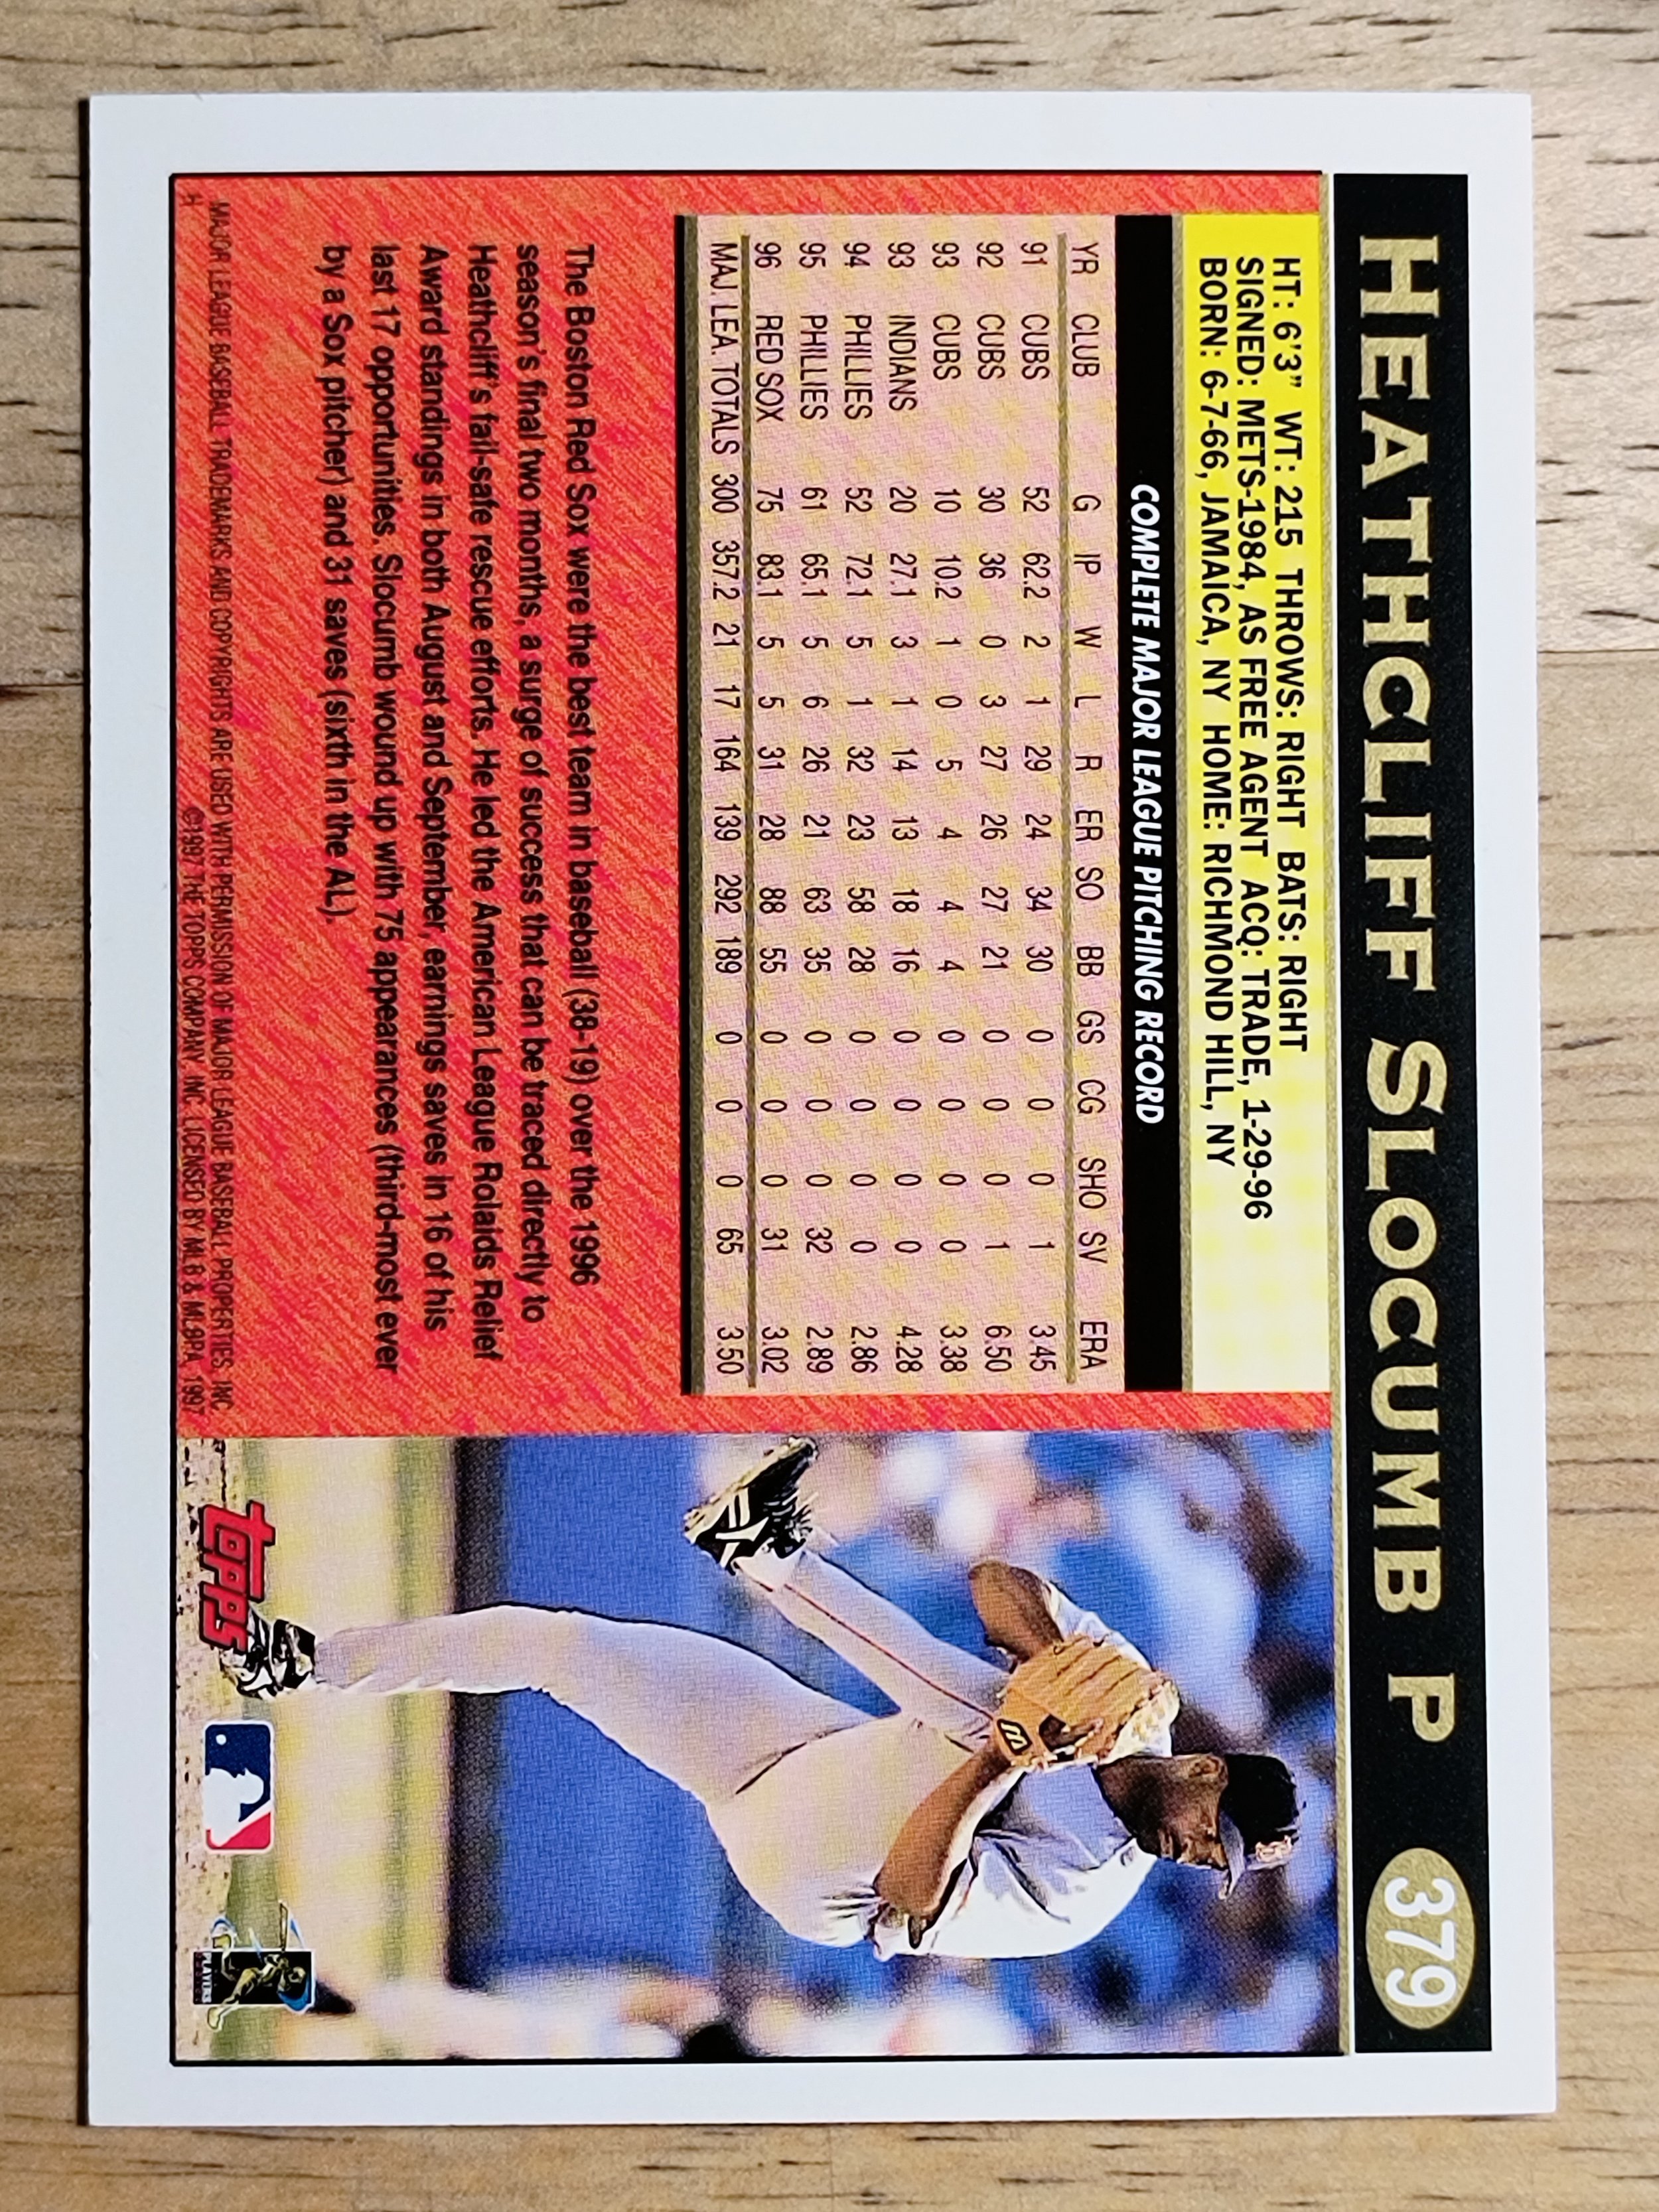 HEATHCLIFF SLOCUMB P 379
HT: 6'3" WT: 215 THROWS: RIGHT BATS: RIGHT
SIGNED: METS-1984, AS FREE AGENT ACQ: TRADE, 1-29-96
BORN: 6-7-66, JAMAICA, NY HOME: RICHMOND HILL, NY
COMPLETE MAJOR LEAGUE PITCHING RECORD
YR CLUB G IP W L R ER SO BB GS CG SHO SV ERA
91 CUBS 52 62.2 2 1 29 24 34 30 0 0 0 1 3.45
92 CUBS 30 36 0 3 27 26 27 21 0 0 0 1 6.50
93 CUBS 10 10.2 1 0 5 4 4 4 0 0 0 0 3.38
93 INDIANS 20 27.1 3 1 14 13 18 16 0 0 0 0 4.28
94 PHILLIES 52 72.1 5 1 32 23 58 28 0 0 0 0 2.86
95 PHILLIES 61 65.1 5 6 26 21 63 35 0 0 0 32 2.89
96 RED SOX 75 83.1 5 5 31 28 88 55 0 0 0 31 3.02
MAJ. LEA. TOTALS 300 357.2 21 17 164 139 292 189 0 0 0 65 3.50
The Boston Red Sox were the best team in baseball (38-19) over the 1996
season's final two months, a surge of success that can be traced directly to
Heathcliff's fail-safe rescue efforts. He led the American League Rolaids Relief
Award standings in both August and September, earnings saves in 16 of his
last 17 opportunities. Slocumb wound up with 75 appearances (third-most ever
by a Sox pitcher) and 31 saves (sixth in the AL).
MAJOR LEAGUE BASEBALL TRADEMARKS AND COPYRIGHTS ARE USED WITH PERMISSION OF MAJOR LEAGUE BASEBALL PROPERTIES, INC.
H ©1997 THE TOPPS COMPANY, INC. LICENSED BY MLB & MLBPA 1997
TOPPS
PLAYERS